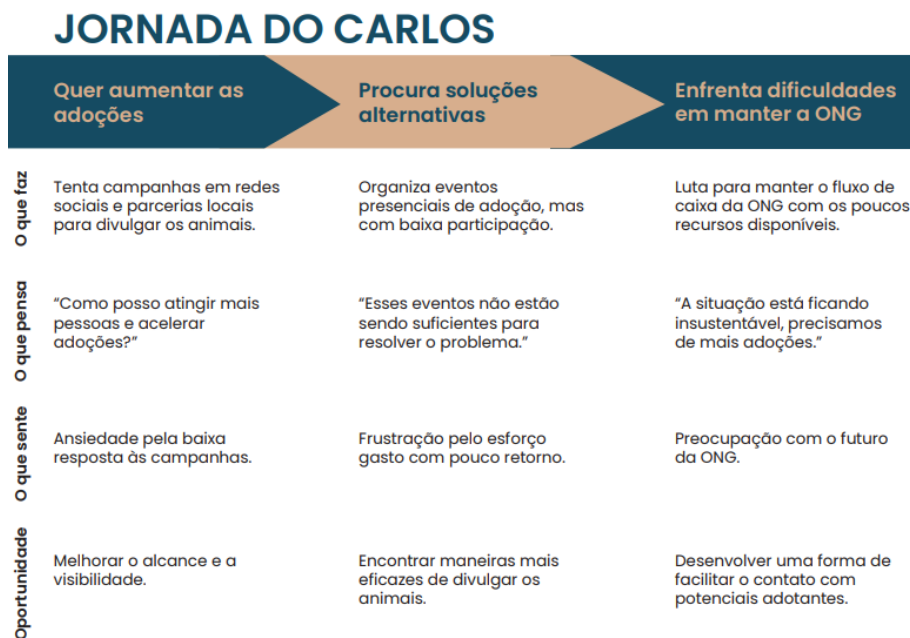 JORNADA DO CARLOS
Quer aumentar as
adoções
Procura soluções
alternativas
Enfrenta dificuldades
em manter a ONG
O que faz
Tenta campanhas em redes
sociais e parcerias locais
para divulgar os animais.
Organiza eventos
presenciais de adoção, mas
com baixa participação.
Luta para manter o fluxo de
caixa da ONG com os poucos
recursos disponíveis.
O que pensa
“Como posso atingir mais
pessoas e acelerar
adoções?”
“Esses eventos não estão
sendo suficientes para
resolver o problema.”
“A situação está ficando
insustentável, precisamos
de mais adoções.”
O que sente
Ansiedade pela baixa
resposta às campanhas.
Frustração pelo esforço
gasto com pouco retorno.
Preocupação com o futuro
da ONG.
Oportunidade
Melhorar o alcance e a
visibilidade.
Encontrar maneiras mais
eficazes de divulgar os
animais.
Desenvolver uma forma de
facilitar o contato com
potenciais adotantes.